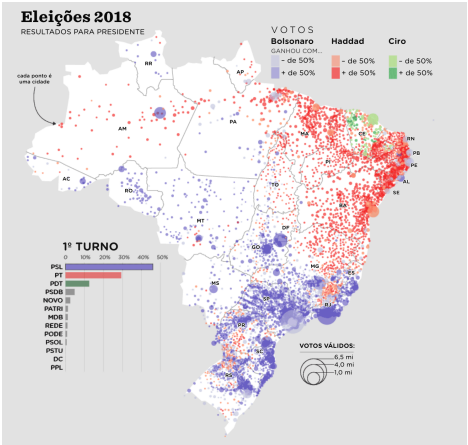 Eleições 2018
RESULTADOS PARA PRESIDENTE
VOTOS
Bolsonaro
Haddad
Ciro
GANHOU COM...
- de 50%
- de 50%
- de 50%
+ de 50%
+ de 50%
+ de 50%
cada ponto é
uma cidade
RR
AP
AM
PA
MA
CE
RN
PB
PE
PI
AL
SE
AC
RO
TO
BA
MT
DF
GO
MG
ES
MS
SP
RJ
PR
SC
RS
1º TURNO
0
10%
20%
30%
40%
50%
PSL
PT
PDT
PSDB
NOVO
PATRI
MDB
REDE
PODE
PSOL
PSTU
DC
PPL
VOTOS VÁLIDOS:
6,5 mi
4,0 mi
1,0 mi